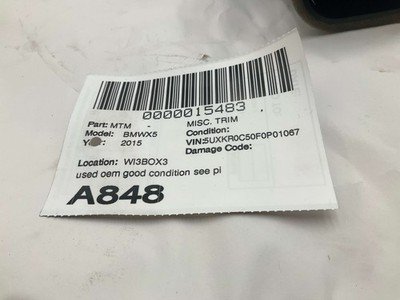 0000015483
Part: MTM MISC. TRIM
Model: BMWX5 Condition:
2015 VIN:5UXKR0C50F0P01067
Damage Code:
Location: WI3BOX3
used oem good condition see pi
A848